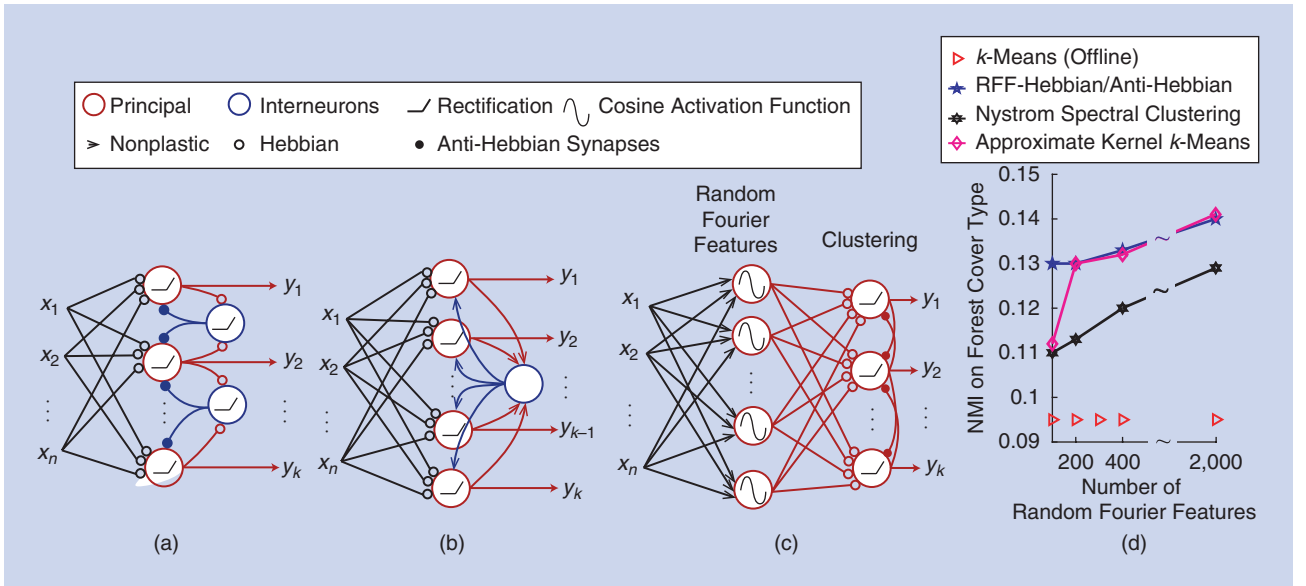 Principal
Interneurons
Rectification
Cosine Activation Function
Nonplastic
Hebbian
Anti-Hebbian Synapses
x1
x2
⋮
xn
⋮
y1
y2
⋮
yk
(a)
x1
x2
⋮
xn
⋮
y1
y2
⋮
yk–1
yk
(b)
Random
Fourier
Features
Clustering
x1
x2
⋮
xn
⋮
y1
y2
⋮
yk
(c)
k-Means (Offline)
RFF-Hebbian/Anti-Hebbian
Nystrom Spectral Clustering
Approximate Kernel k-Means
NMI on Forest Cover Type
0.15
0.14
0.13
0.12
0.11
0.1
0.09
~
~
~
200
400
2,000
Number of
Random Fourier Features
(d)